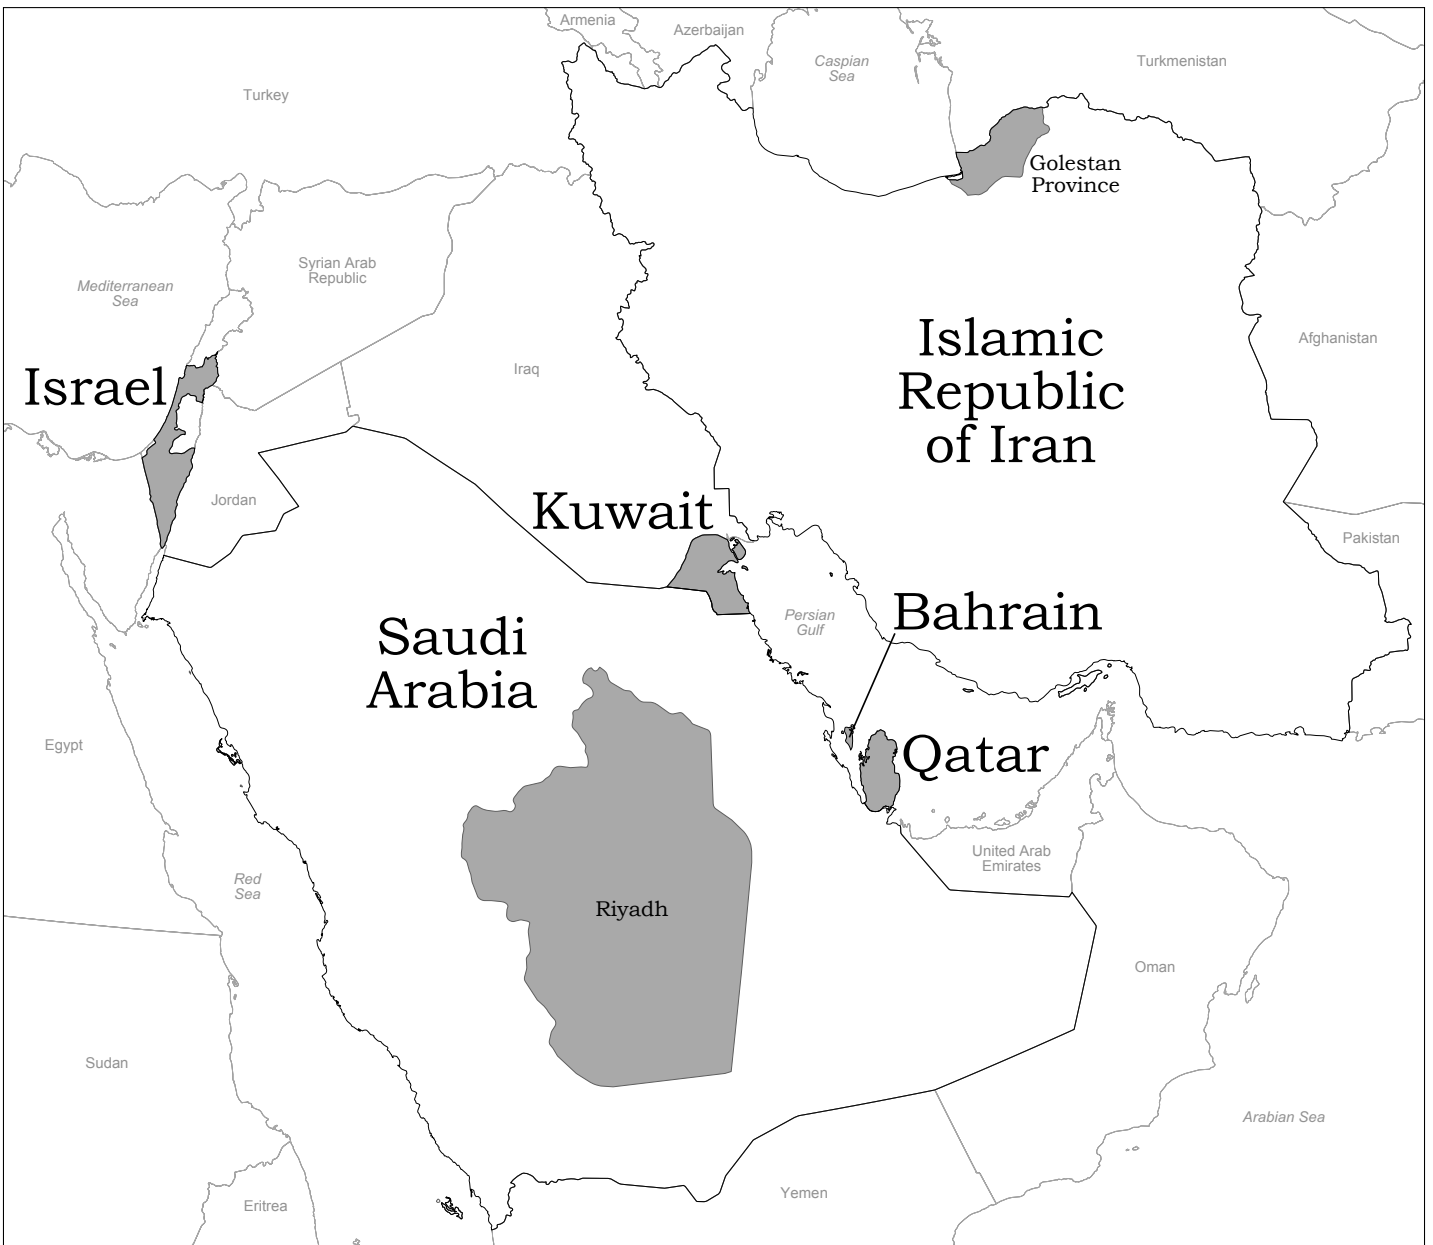 Armenia
Azerbaijan
Caspian
Sea
Turkmenistan
Turkey
Golestan
Province
Syrian Arab
Republic
Mediterranean
Sea
Islamic
Republic
of Iran
Afghanistan
Iraq
Israel
Jordan
Kuwait
Pakistan
Persian
Gulf
Bahrain
Saudi
Arabia
Egypt
Qatar
United Arab
Emirates
Red
Sea
Riyadh
Oman
Sudan
Arabian Sea
Yemen
Eritrea